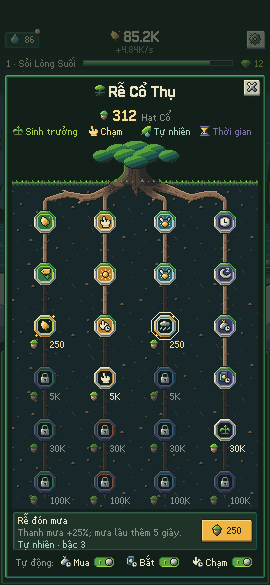 86
85.2K
+4.84K/s
1 · Sỏi Lòng Suối
12
Rễ Cổ Thụ
312 Hạt Cổ
Sinh trưởng Chạm Tự nhiên Thời gian
250 250
5K 5K 5K
30K 30K 30K 30K
100K 100K 100K 100K
Rễ đón mưa
Thanh mưa +25%; mưa lâu thêm 5 giây.
Tự nhiên · bậc 3
250
Tự động: Mua Bắt Chạm